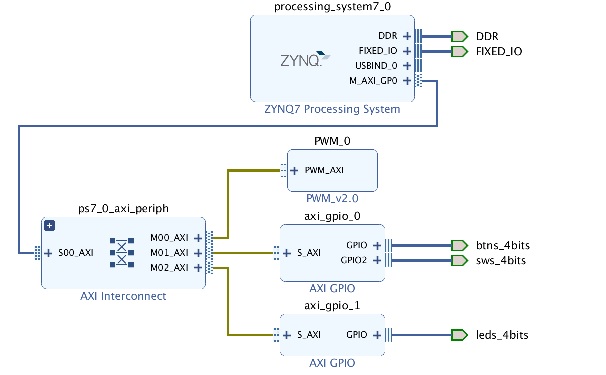 processing_system7_0
DDR
FIXED_IO
USBIND_0
M_AXI_GP0
ZYNQ
DDR
FIXED_IO
ZYNQ7 Processing System
PWM_0
PWM_AXI
PWM_v2.0
ps7_0_axi_periph
S00_AXI
M00_AXI
M01_AXI
M02_AXI
AXI Interconnect
axi_gpio_0
S_AXI
GPIO
GPIO2
btns_4bits
sws_4bits
AXI GPIO
axi_gpio_1
S_AXI
GPIO
leds_4bits
AXI GPIO